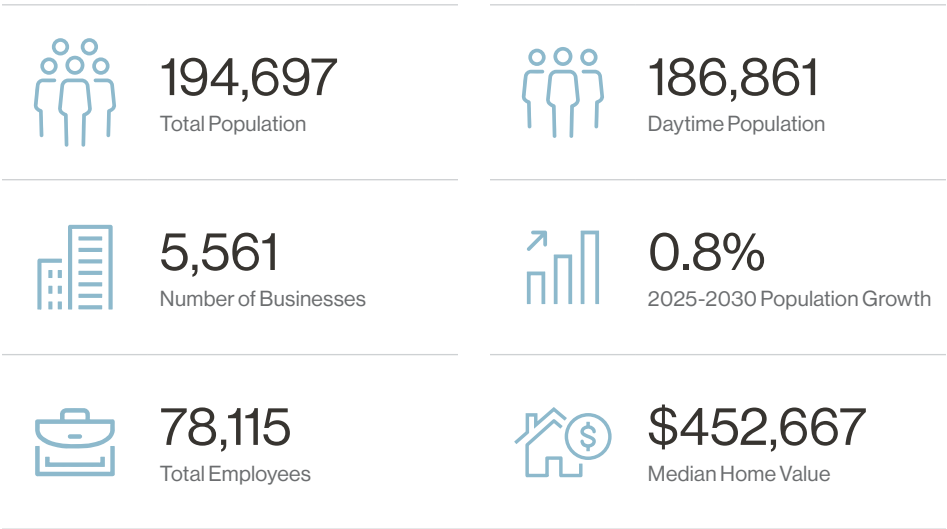 194,697
Total Population
186,861
Daytime Population
5,561
Number of Businesses
0.8%
2025-2030 Population Growth
78,115
Total Employees
$
$452,667
Median Home Value